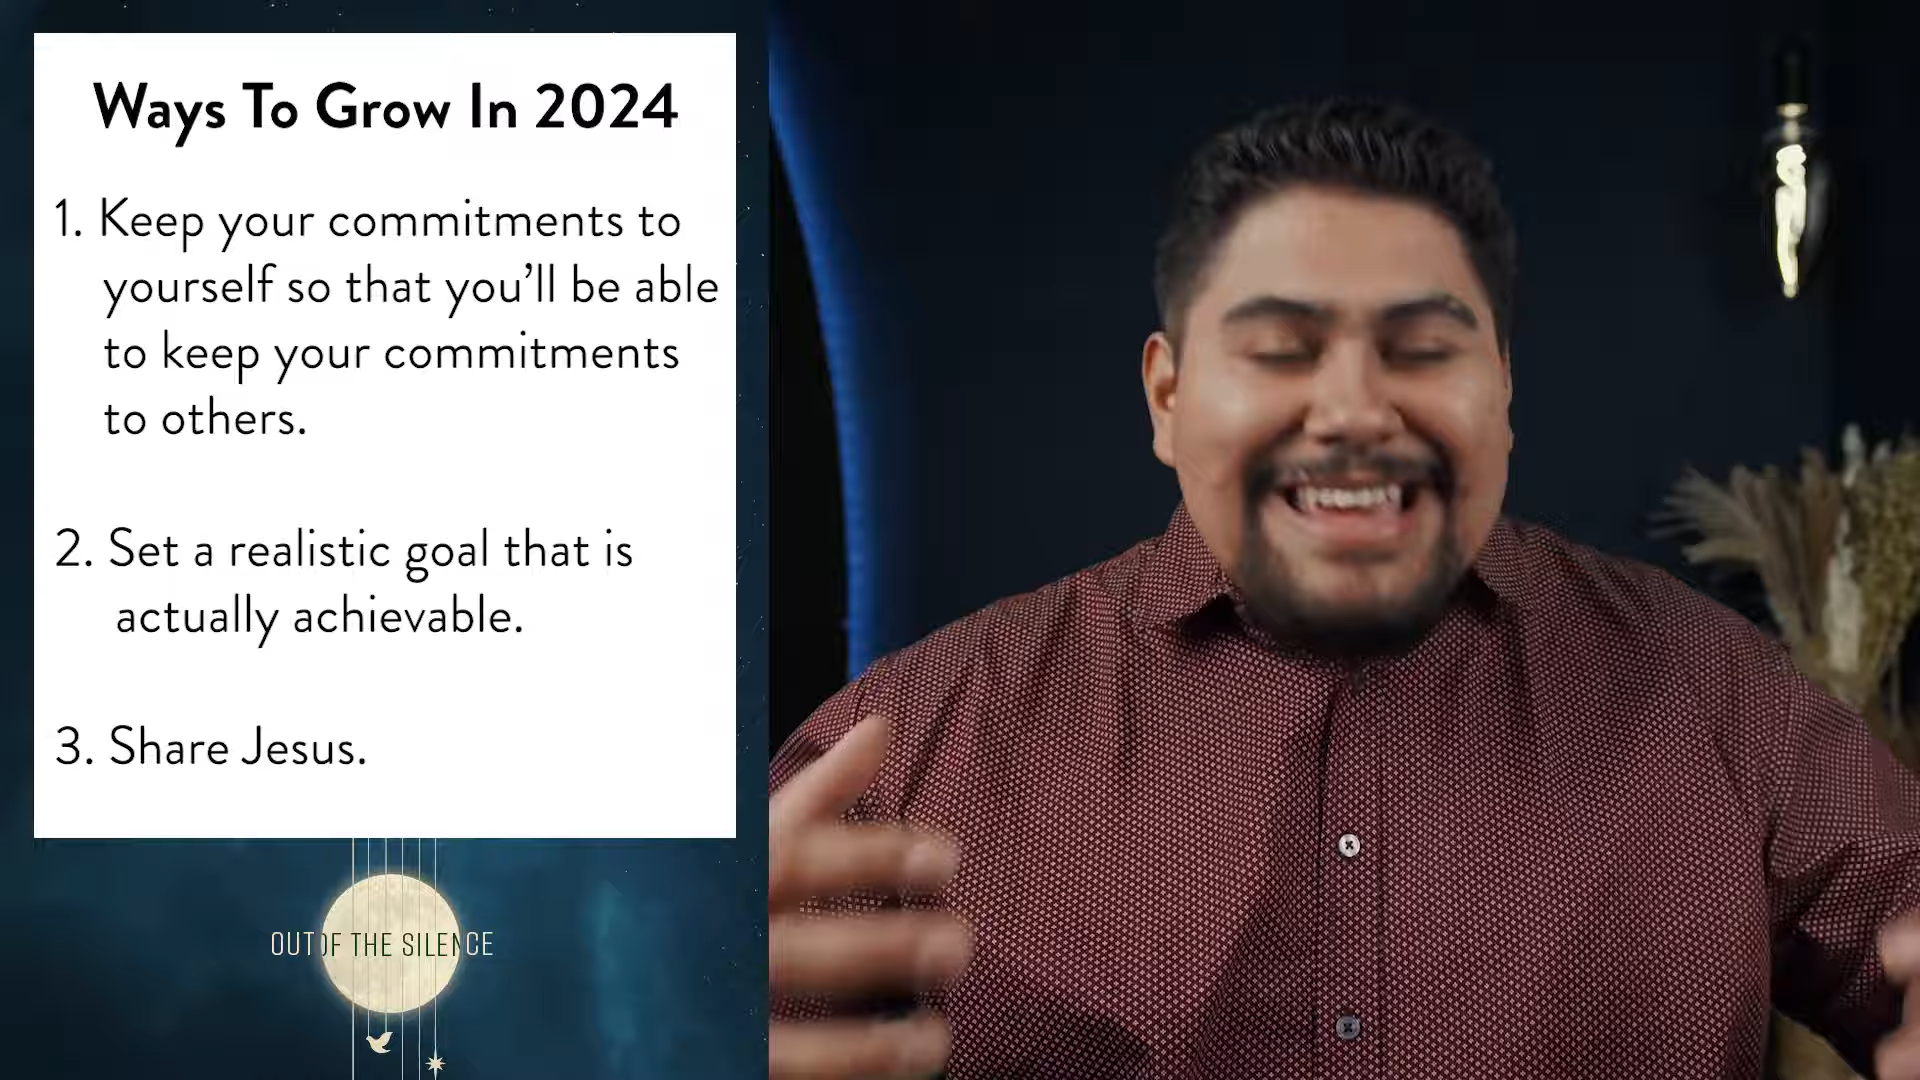 Ways To Grow In 2024
1. Keep your commitments to
yourself so that you’ll be able
to keep your commitments
to others.
2. Set a realistic goal that is
actually achievable.
3. Share Jesus.
OUT OF THE SILENCE